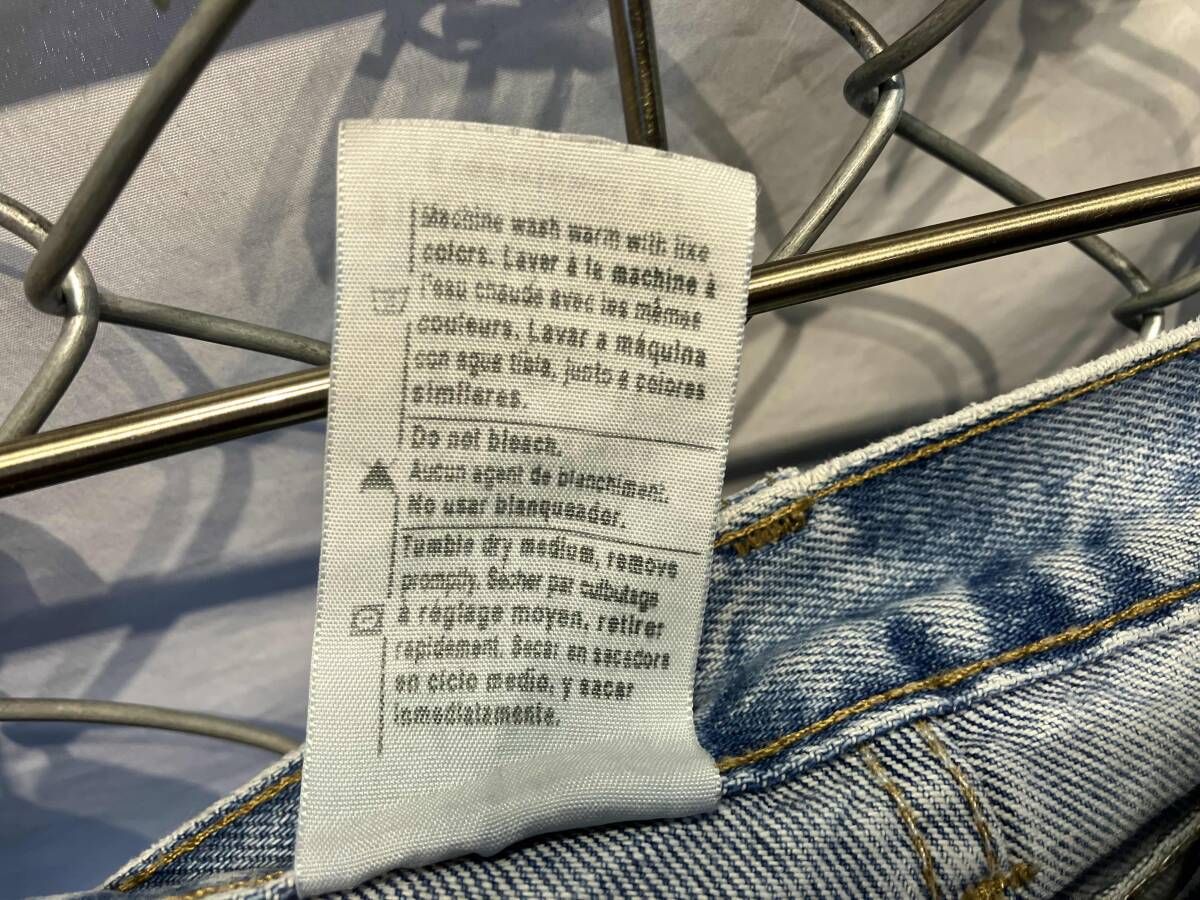 Machine wash warm with like
colors. Laver à la machine à
l'eau chaude avec les mêmes
couleurs. Lavar a máquina
con agua tibia, junto a colores
similares.
Do not bleach.
Aucun agent de blanchiment.
No usar blanqueador.
Tumble dry medium, remove
promptly. Sécher par culbutage
à réglage moyen, retirer
rapidement. Secar en secadora
en ciclo medio, y sacar
inmediatamente.